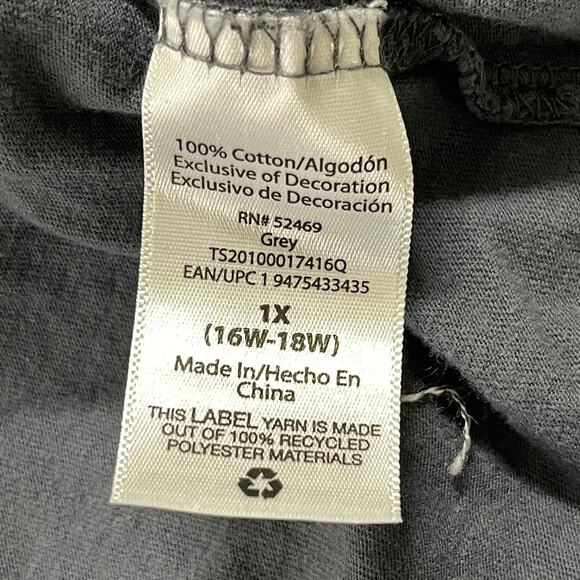 100% Cotton/Algodón
Exclusive of Decoration
Exclusivo de Decoración
RN# 52469
Grey
TS20100017416Q
EAN/UPC 1 9475433435
1X
(16W-18W)
Made In/Hecho En
China
THIS LABEL YARN IS MADE
OUT OF 100% RECYCLED
POLYESTER MATERIALS